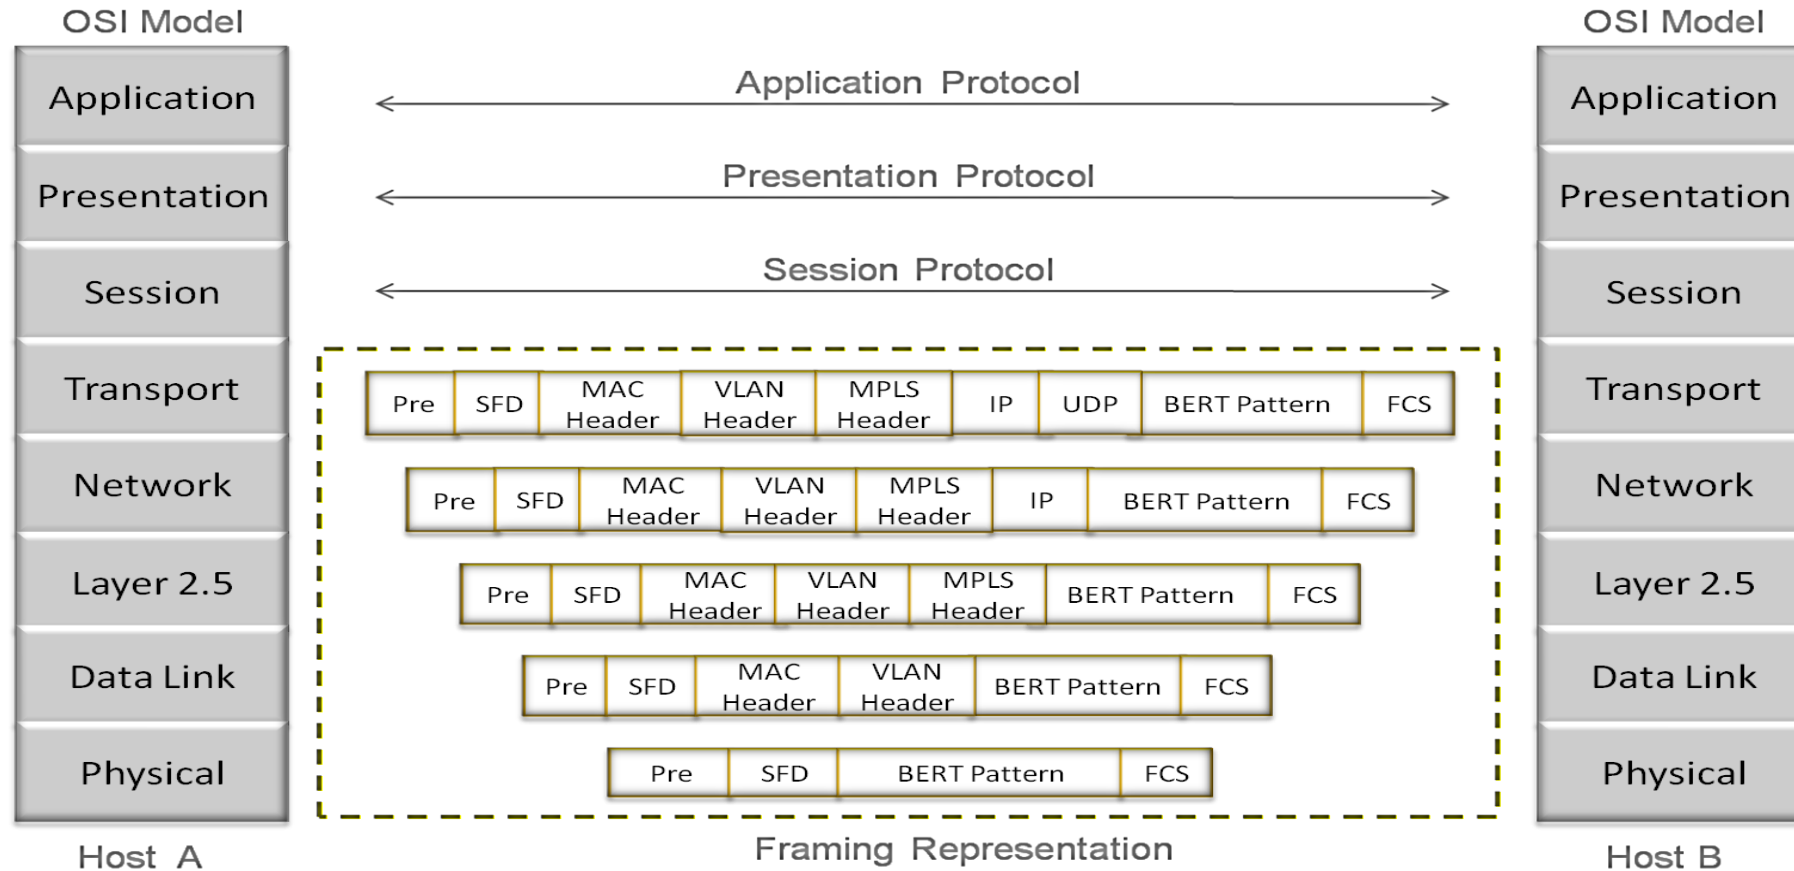 OSI Model
OSI Model
Application
Application Protocol
Application
Presentation
Presentation Protocol
Presentation
Session
Session Protocol
Session
Transport
Pre SFD MAC Header VLAN Header MPLS Header IP UDP BERT Pattern FCS
Transport
Network
Pre SFD MAC Header VLAN Header MPLS Header IP BERT Pattern FCS
Network
Layer 2.5
Pre SFD MAC Header VLAN Header MPLS Header BERT Pattern FCS
Layer 2.5
Data Link
Pre SFD MAC Header VLAN Header BERT Pattern FCS
Data Link
Physical
Pre SFD BERT Pattern FCS
Physical
Host A
Framing Representation
Host B